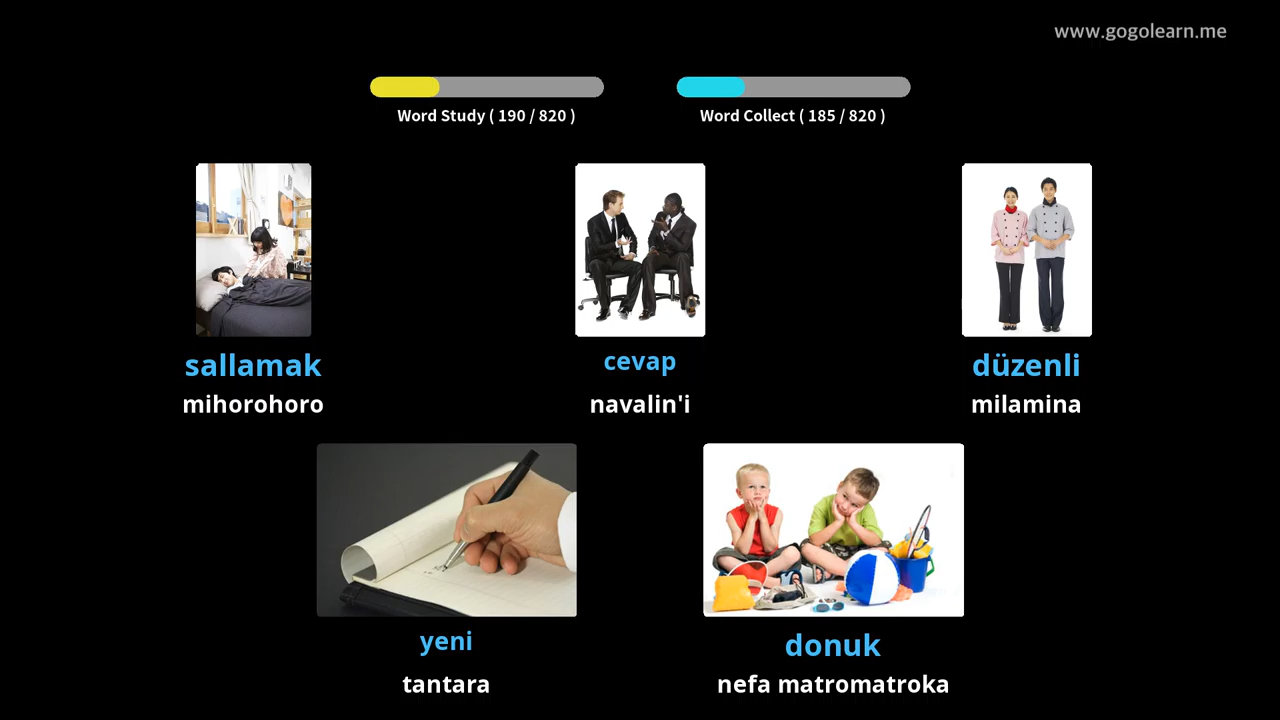 www.gogolearn.me
Word Study ( 190 / 820 )
Word Collect ( 185 / 820 )
sallamak
mihorohoro
cevap
navalin'i
düzenli
milamina
yeni
tantara
donuk
nefa matromatroka